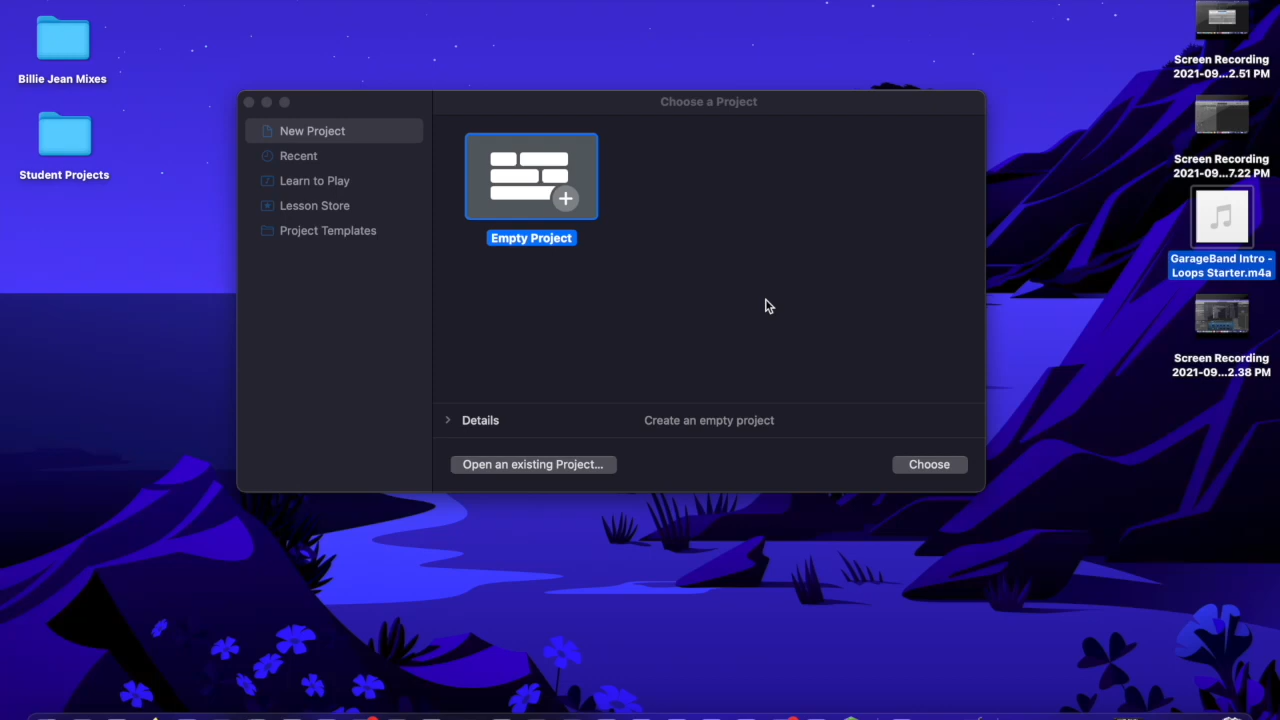 Billie Jean Mixes
Student Projects
Choose a Project
New Project
Recent
Learn to Play
Lesson Store
Project Templates
Empty Project
Details
Create an empty project
Open an existing Project...
Choose
Screen Recording
2021-09...2.51 PM
Screen Recording
2021-09...7.22 PM
GarageBand Intro -
Loops Starter.m4a
Screen Recording
2021-09...2.38 PM